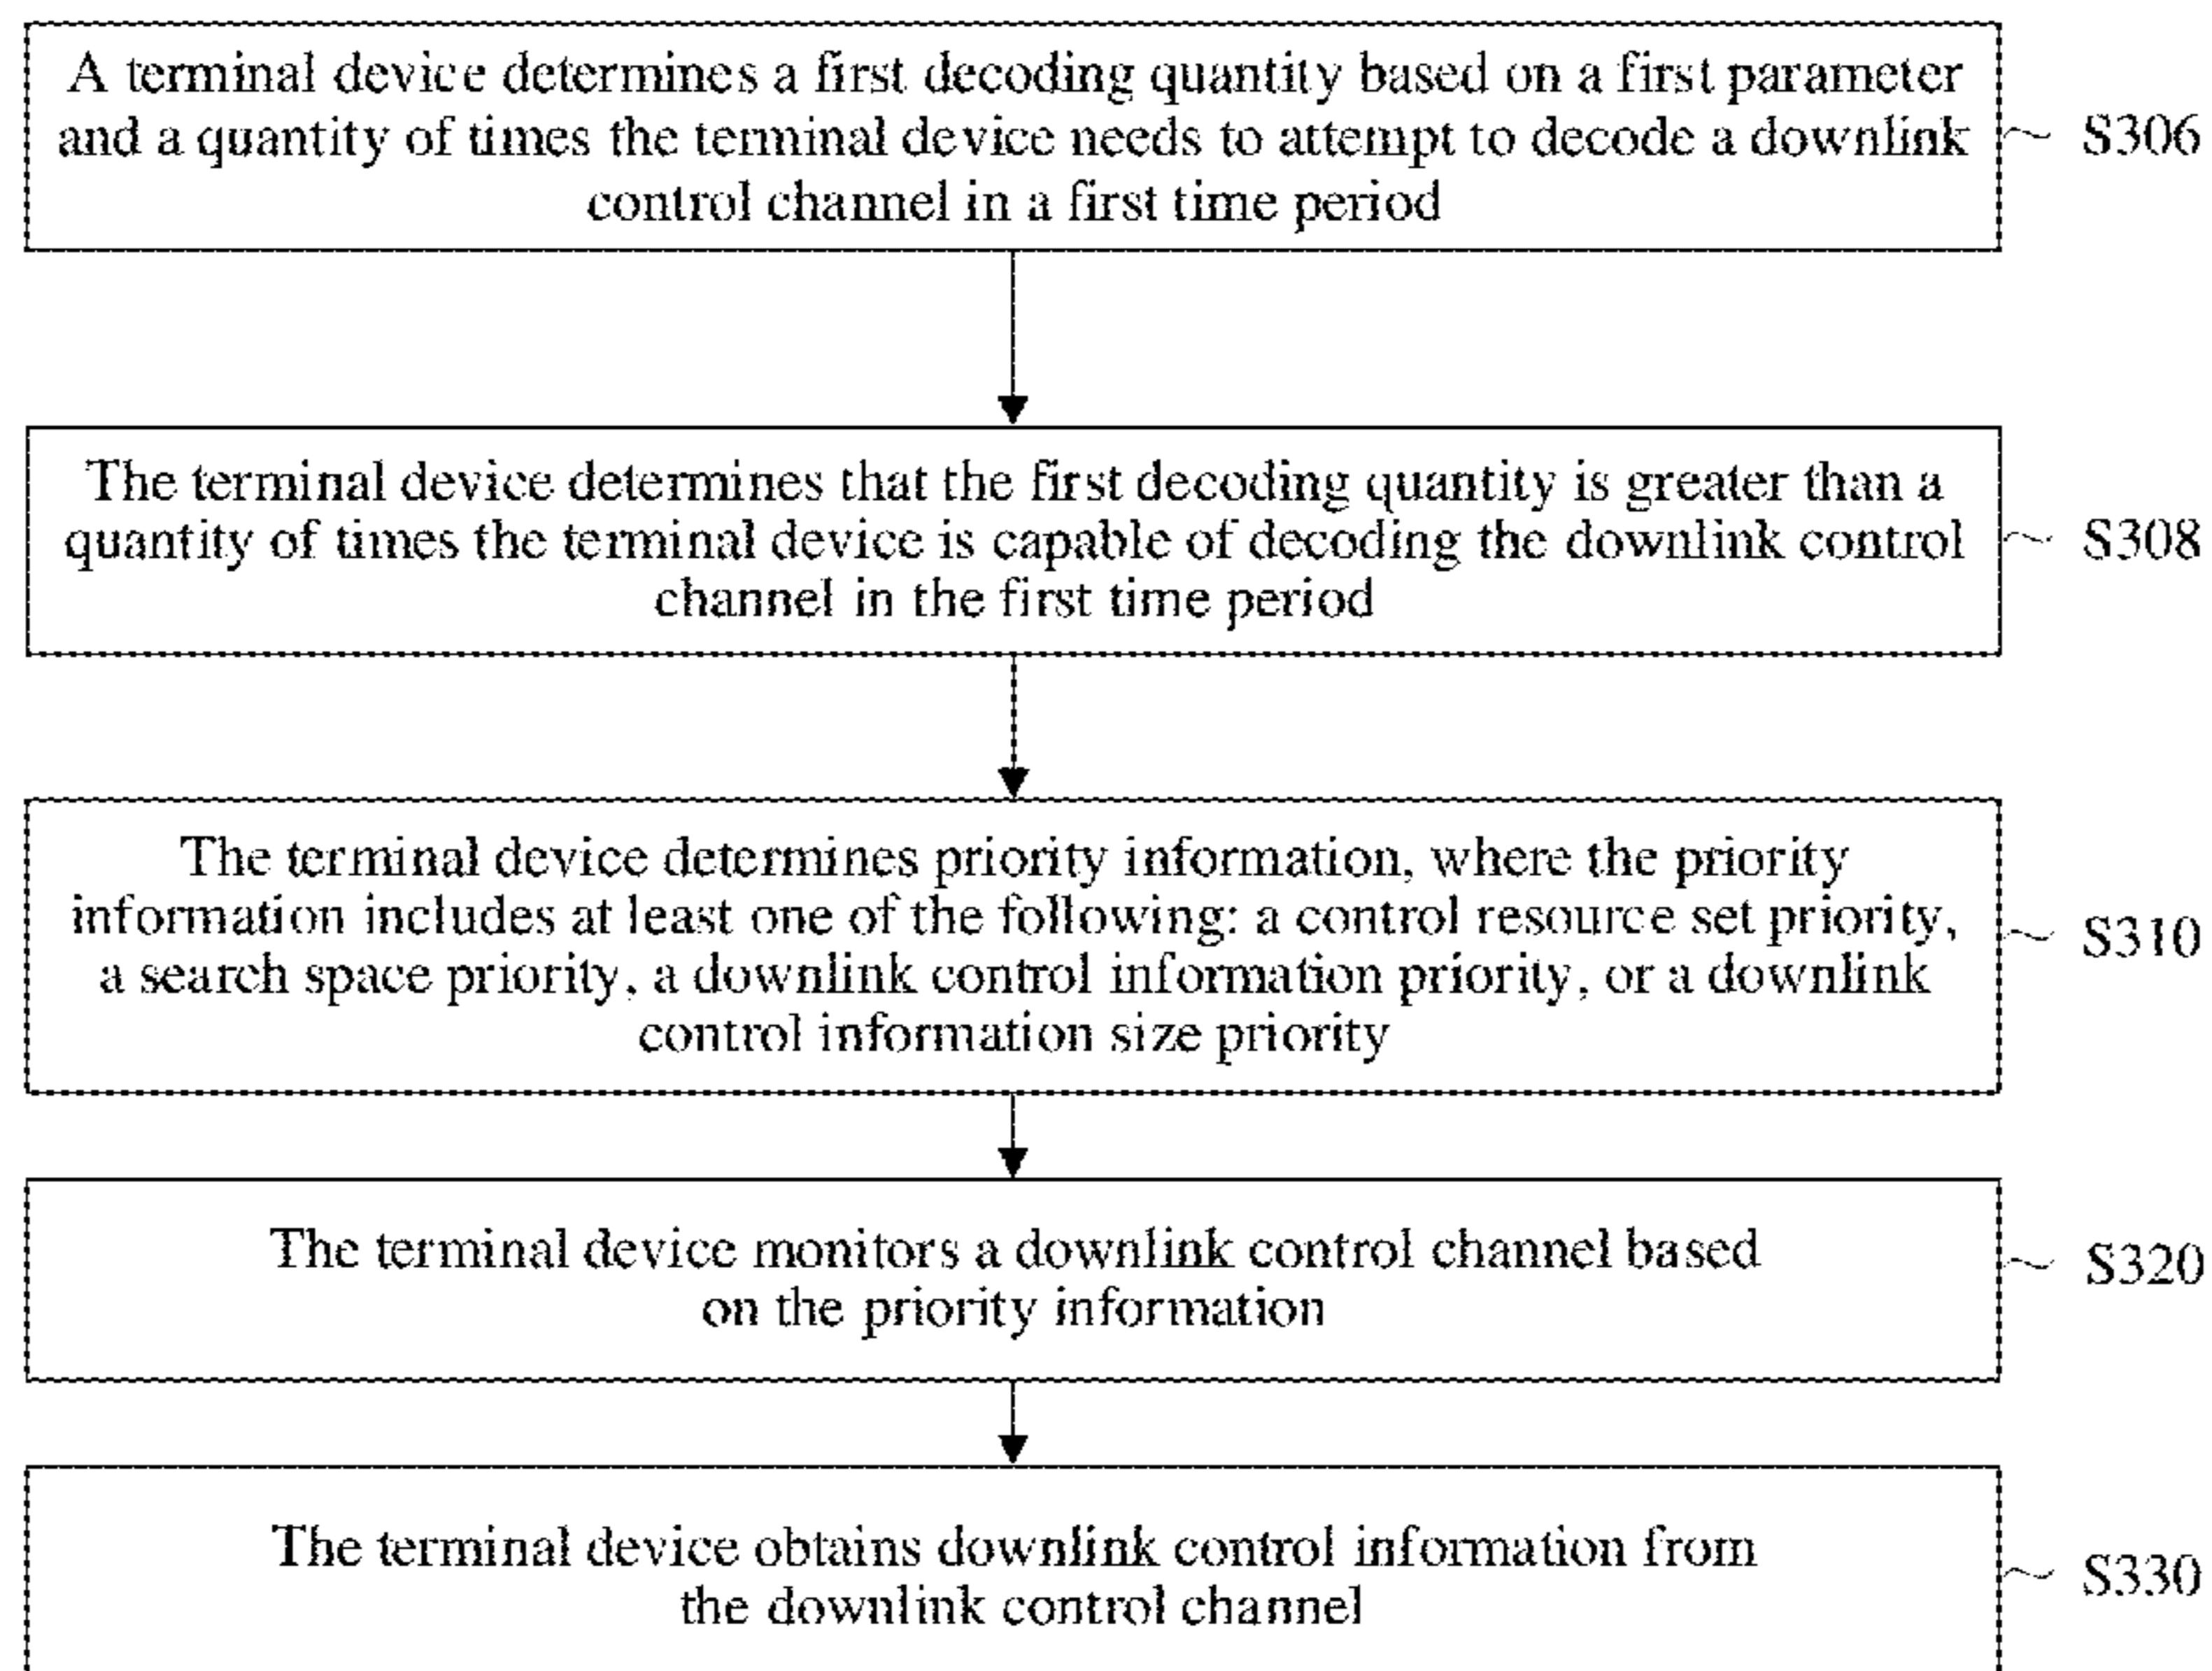 A terminal device determines a first decoding quantity based on a first parameter
and a quantity of times the terminal device needs to attempt to decode a downlink
control channel in a first time period
S306
The terminal device determines that the first decoding quantity is greater than a
quantity of times the terminal device is capable of decoding the downlink control
channel in the first time period
S308
The terminal device determines priority information, where the priority
information includes at least one of the following: a control resource set priority,
a search space priority, a downlink control information priority, or a downlink
control information size priority
S310
The terminal device monitors a downlink control channel based
on the priority information
S320
The terminal device obtains downlink control information from
the downlink control channel
S330